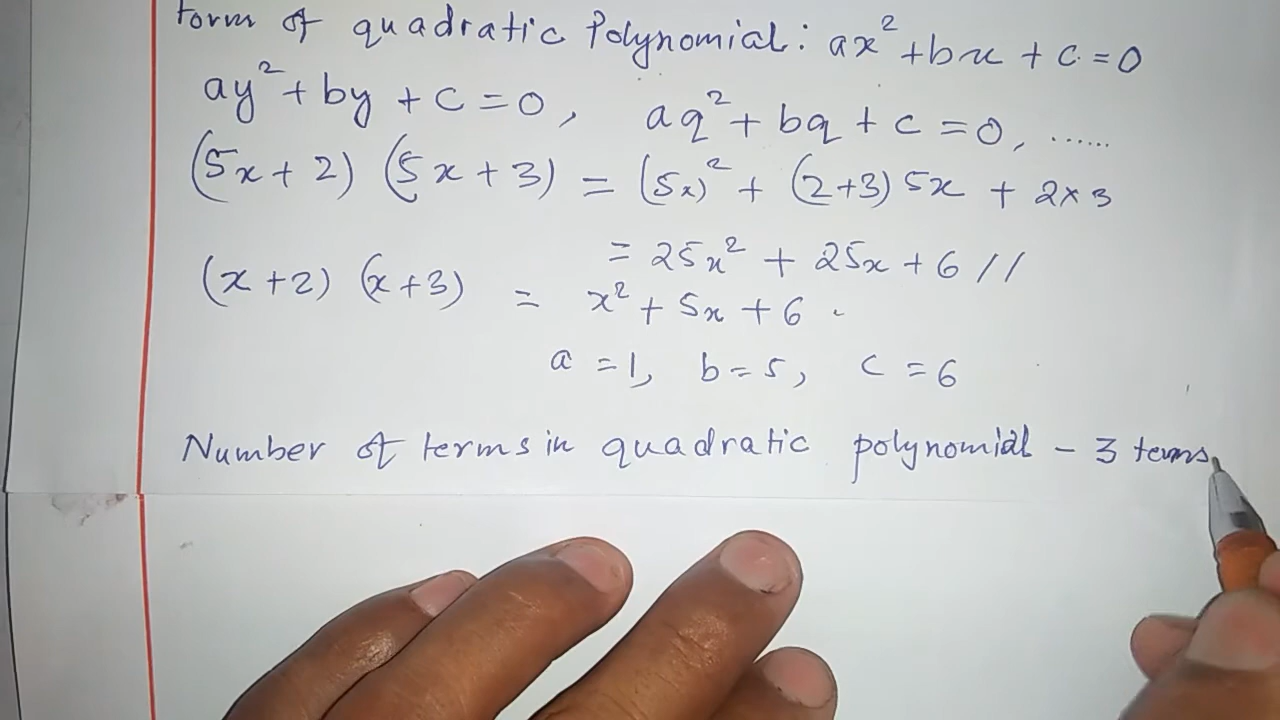 form of quadratic Polynomial: ax²+bx + c = 0
ay²+by + c = 0, aq²+ bq + c = 0, ......
(5x+2) (5x+3) = (5x)² + (2+3) 5x + 2×3
= 25x² + 25x + 6 //
(x+2) (x+3) = x² + 5x + 6 .
a = 1, b = 5, c = 6
Number of terms in quadratic polynomial - 3 terms